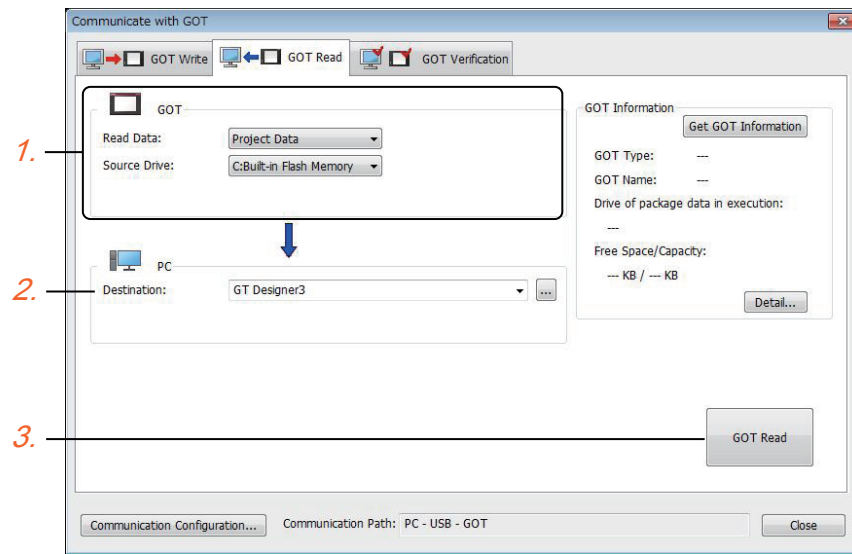 Communicate with GOT
GOT Write
GOT Read
GOT Verification
1.
GOT
Read Data:
Project Data
Source Drive:
C:Built-in Flash Memory
GOT Information
Get GOT Information
GOT Type: ---
GOT Name: ---
Drive of package data in execution:
---
Free Space/Capacity:
--- KB / --- KB
Detail...
2.
PC
Destination:
GT Designer3
...
3.
GOT Read
Communication Configuration...
Communication Path: PC - USB - GOT
Close